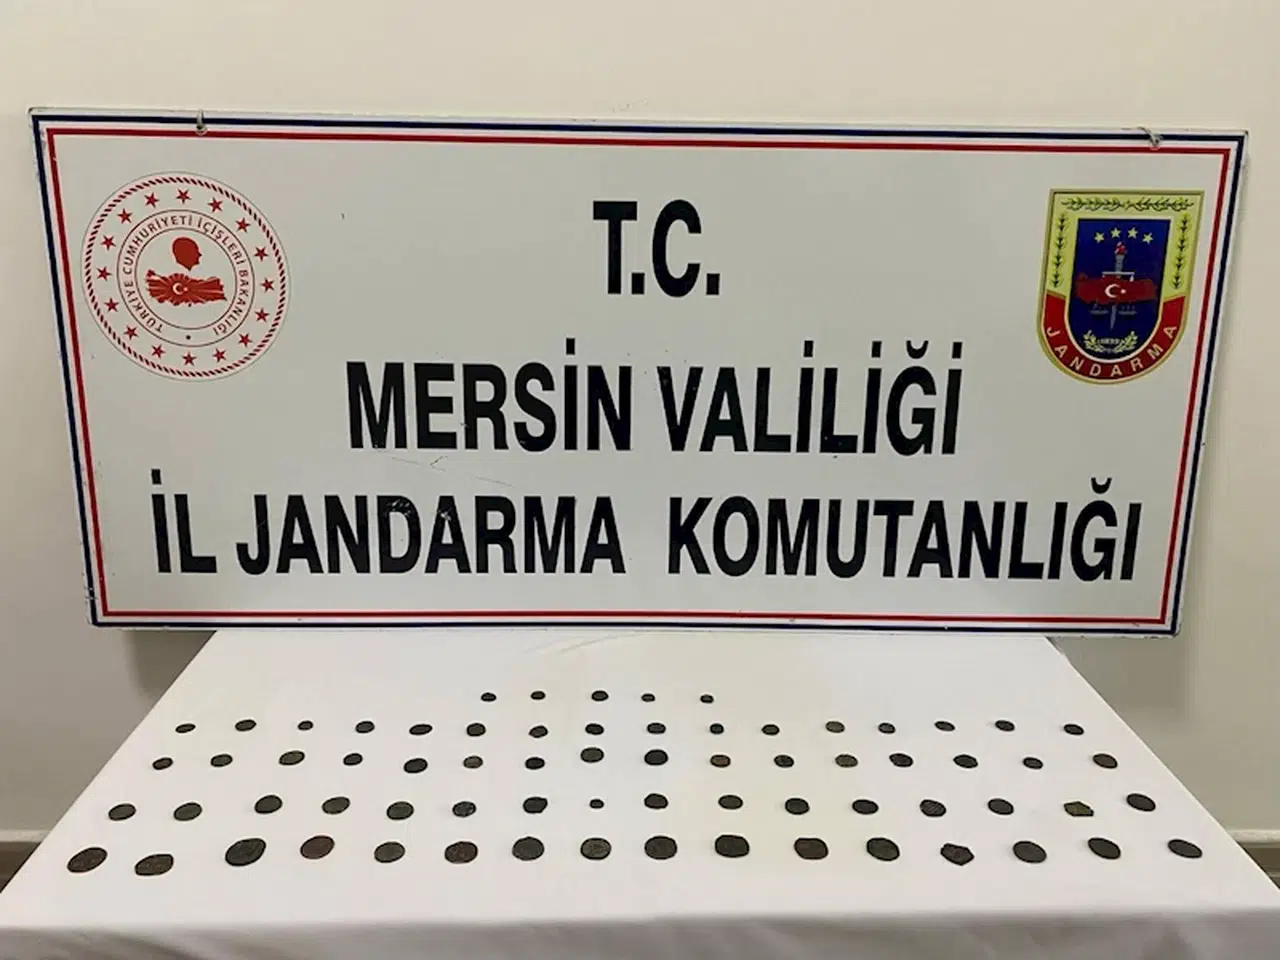 TÜRKİYE CUMHURİYETİ İÇİŞLERİ BAKANLIĞI
T.C.
JANDARMA
MERSİN VALİLİĞİ
İL JANDARMA KOMUTANLIĞI